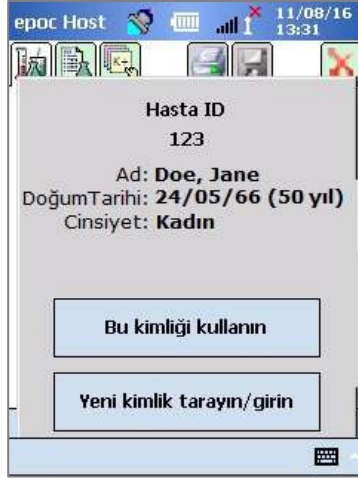 epoc Host
11/08/16
13:31
K+
Hasta ID
123
Ad: Doe, Jane
DoğumTarihi: 24/05/66 (50 yıl)
Cinsiyet: Kadın
Bu kimliği kullanın
Yeni kimlik tarayın/girin